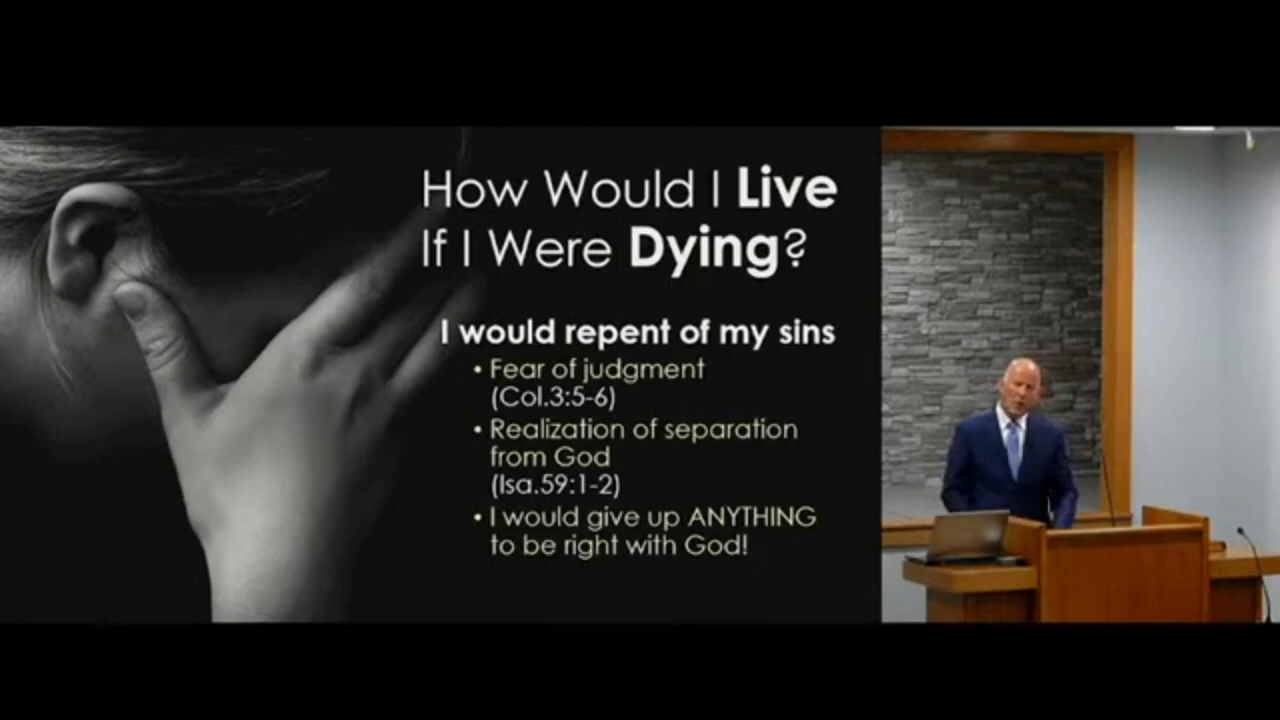 How Would I Live
If I Were Dying?
I would repent of my sins
• Fear of judgment
(Col.3:5-6)
• Realization of separation
from God
(Isa.59:1-2)
• I would give up ANYTHING
to be right with God!